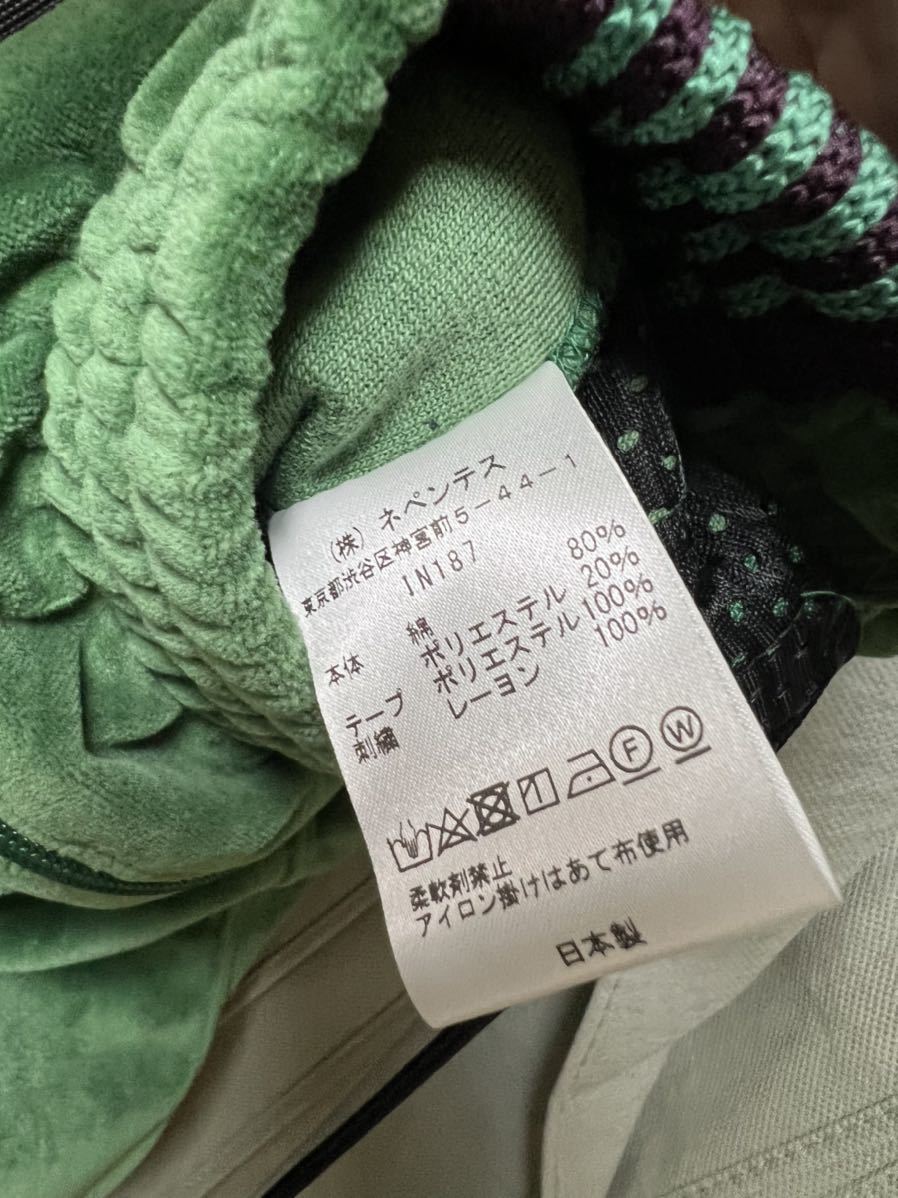 (株) ネペンテス
東京都渋谷区神宮前5-44-1
IN187
本体 綿 80%
ポリエステル 20%
テープ ポリエステル 100%
刺繍 レーヨン 100%
F W
柔軟剤禁止
アイロン掛けはあて布使用
日本製